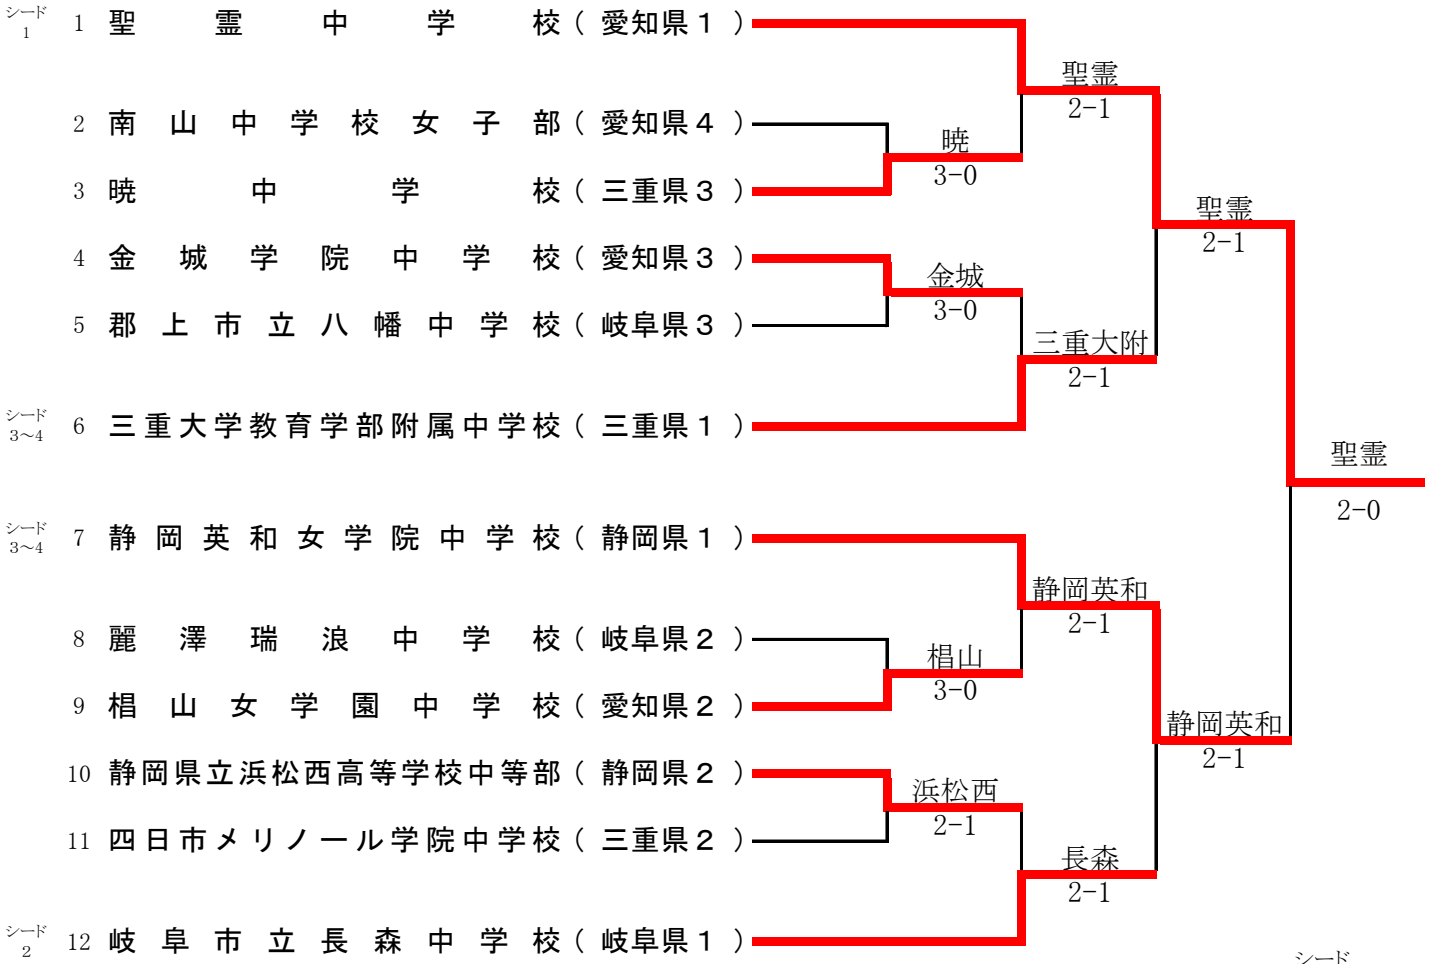 シード
1
1 聖霊中学校(愛知県1)
聖霊
2-1
2 南山中学校女子部(愛知県4)
暁
3-0
3 暁中学校(三重県3)
聖霊
2-1
4 金城学院中学校(愛知県3)
金城
3-0
5 郡上市立八幡中学校(岐阜県3)
三重大附
2-1
シード
3~4
6 三重大学教育学部附属中学校(三重県1)
聖霊
2-0
シード
3~4
7 静岡英和女学院中学校(静岡県1)
静岡英和
2-1
8 麗澤瑞浪中学校(岐阜県2)
椙山
3-0
9 椙山女学園中学校(愛知県2)
静岡英和
2-1
10 静岡県立浜松西高等学校中等部(静岡県2)
浜松西
2-1
11 四日市メリノール学院中学校(三重県2)
長森
2-1
シード
2
12 岐阜市立長森中学校(岐阜県1)
シード